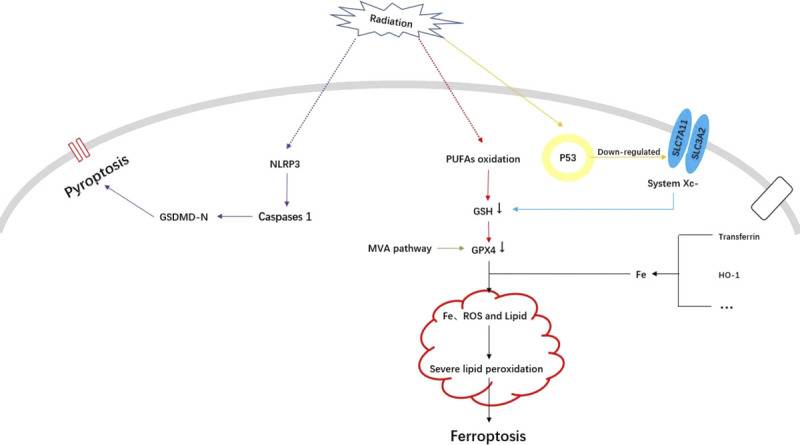 Radiation
SLC7A11
SLC3A2
P53
Down-regulated
NLRP3
PUFAs oxidation
System Xc-
Pyroptosis
GSDMD-N
Caspases 1
GSH ↓
Transferrin
MVA pathway
GPX4 ↓
Fe
HO-1
...
Fe、ROS and Lipid
Severe lipid peroxidation
Ferroptosis